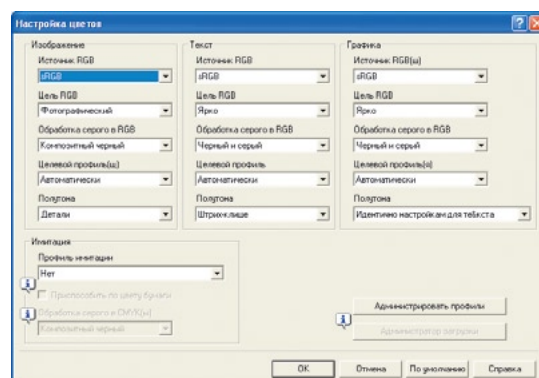 Настройка цветов
Изображение
Источник RGB
sRGB
Цель RGB
Фотографический
Обработка серого в RGB
Композитный черный
Целевой профиль(щ)
Автоматически
Полутона
Детали
Текст
Источник RGB
sRGB
Цель RGB
Ярко
Обработка серого в RGB
Черный и серый
Целевой профиль
Автоматически
Полутона
Штрих-клише
Графика
Источник RGB(ш)
sRGB
Цель RGB
Ярко
Обработка серого в RGB
Черный и серый
Целевой профиль(я)
Автоматически
Полутона
Идентично настройкам для текста
Имитация
Профиль имитации
Нет
Приспособить по цвету бумаги
Обработка серого в CMYK(м)
Композитный черный
Администрировать профили
Администратор загрузки
OK
Отмена
По умолчанию
Справка